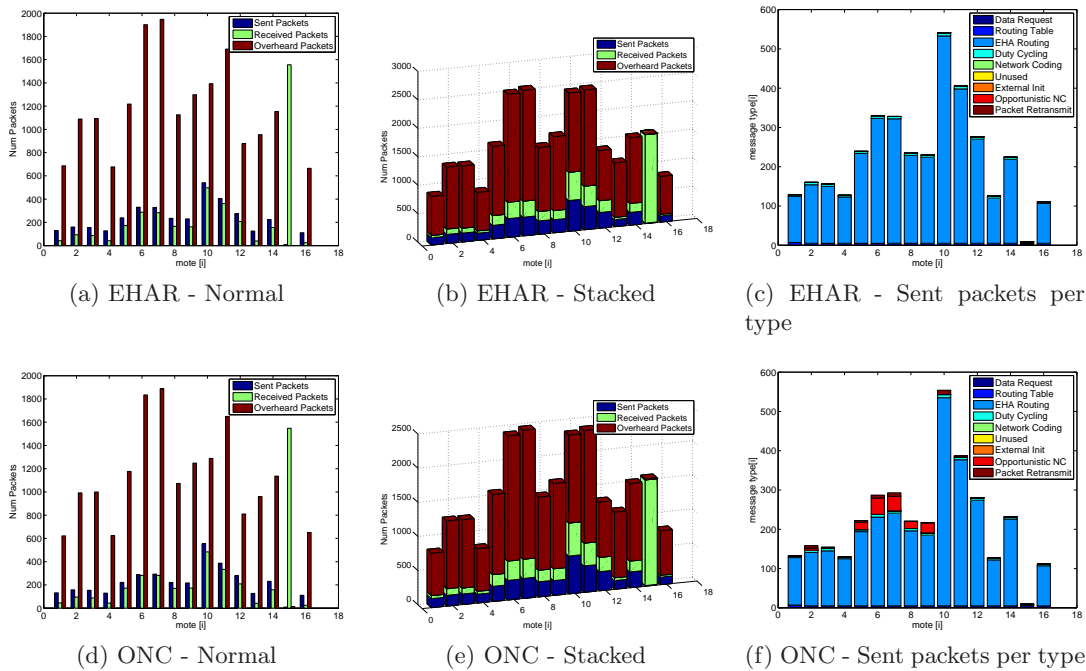 2000
1800
1600
1400
1200
1000
800
600
400
200
0
Num Packets
0 2 4 6 8 10 12 14 16 18
mote [i]
Sent Packets
Received Packets
Overheard Packets
(a) EHAR - Normal
3000
2500
2000
1500
1000
500
0
Num Packets
0 2 4 6 8 10 12 14 16 18
mote [i]
Sent Packets
Received Packets
Overheard Packets
(b) EHAR - Stacked
600
500
400
300
200
100
0
message type[i]
0 2 4 6 8 10 12 14 16 18
mote [i]
Data Request
Routing Table
EHA Routing
Duty Cycling
Network Coding
Unused
External Init
Opportunistic NC
Packet Retransmit
(c) EHAR - Sent packets per
type
2000
1800
1600
1400
1200
1000
800
600
400
200
0
Num Packets
0 2 4 6 8 10 12 14 16 18
mote [i]
Sent Packets
Received Packets
Overheard Packets
(d) ONC - Normal
2500
2000
1500
1000
500
0
Num Packets
0 2 4 6 8 10 12 14 16 18
mote [i]
Sent Packets
Received Packets
Overheard Packets
(e) ONC - Stacked
600
500
400
300
200
100
0
message type[i]
0 2 4 6 8 10 12 14 16 18
mote [i]
Data Request
Routing Table
EHA Routing
Duty Cycling
Network Coding
Unused
External Init
Opportunistic NC
Packet Retransmit
(f) ONC - Sent packets per type